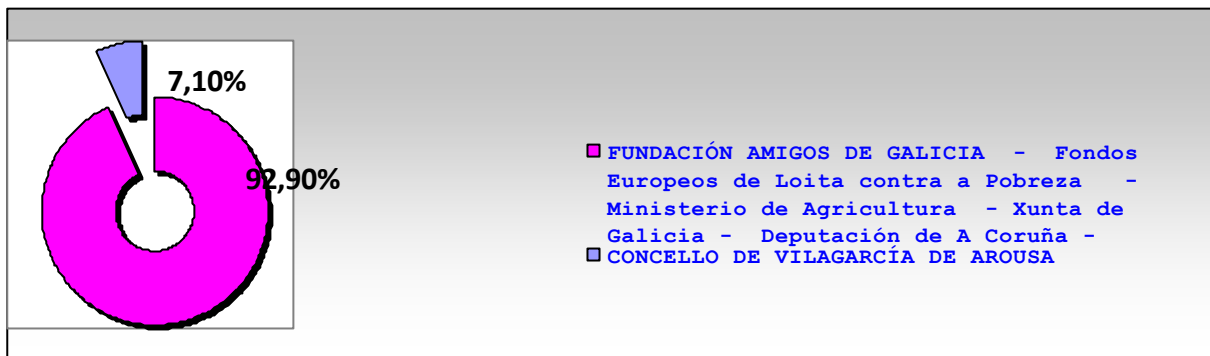 7,10%
92,90%
FUNDACIÓN AMIGOS DE GALICIA - Fondos
Europeos de Loita contra a Pobreza -
Ministerio de Agricultura - Xunta de
Galicia - Deputación de A Coruña -
CONCELLO DE VILAGARCÍA DE AROUSA